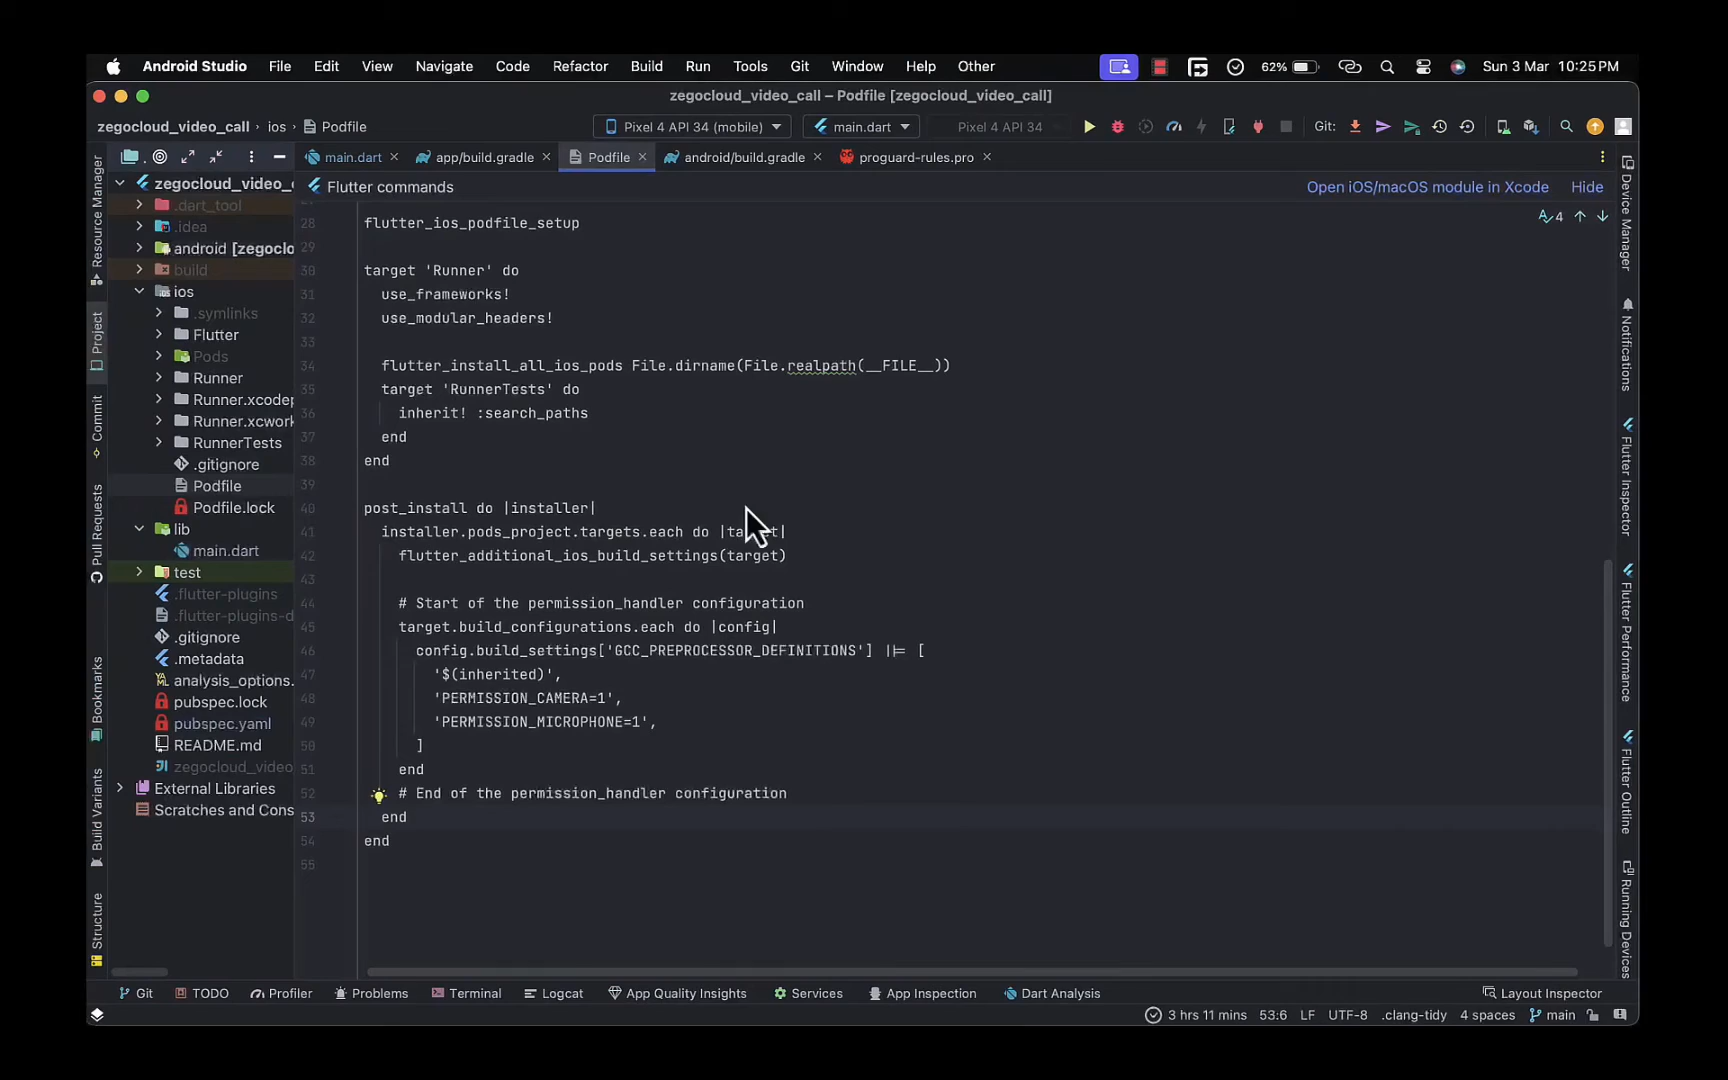 Android Studio File Edit View Navigate Code Refactor Build Run Tools Git Window Help Other 62% Sun 3 Mar 10:25 PM
zegocloud_video_call – Podfile [zegocloud_video_call]
zegocloud_video_call › ios › Podfile Pixel 4 API 34 (mobile) main.dart Pixel 4 API 34 Git:
main.dart app/build.gradle Podfile android/build.gradle proguard-rules.pro
Flutter commands Open iOS/macOS module in Xcode Hide
4
Resource Manager
Project
Commit
Pull Requests
Bookmarks
Build Variants
Structure
zegocloud_video_c
.dart_tool
.idea
android [zegoclo
build
ios
.symlinks
Flutter
Pods
Runner
Runner.xcodep
Runner.xcwork
RunnerTests
.gitignore
Podfile
Podfile.lock
lib
main.dart
test
.flutter-plugins
.flutter-plugins-d
.gitignore
.metadata
analysis_options.
pubspec.lock
pubspec.yaml
README.md
zegocloud_video
External Libraries
Scratches and Cons
28 flutter_ios_podfile_setup
29
30 target 'Runner' do
31 use_frameworks!
32 use_modular_headers!
33
34 flutter_install_all_ios_pods File.dirname(File.realpath(__FILE__))
35 target 'RunnerTests' do
36 inherit! :search_paths
37 end
38 end
39
40 post_install do |installer|
41 installer.pods_project.targets.each do |target|
42 flutter_additional_ios_build_settings(target)
43
44 # Start of the permission_handler configuration
45 target.build_configurations.each do |config|
46 config.build_settings['GCC_PREPROCESSOR_DEFINITIONS'] ||= [
47 '$(inherited)',
48 'PERMISSION_CAMERA=1',
49 'PERMISSION_MICROPHONE=1',
50 ]
51 end
52 # End of the permission_handler configuration
53 end
54 end
55
Device Manager
Notifications
Flutter Inspector
Flutter Performance
Flutter Outline
Running Devices
Git TODO Profiler Problems Terminal Logcat App Quality Insights Services App Inspection Dart Analysis Layout Inspector
3 hrs 11 mins 53:6 LF UTF-8 .clang-tidy 4 spaces main